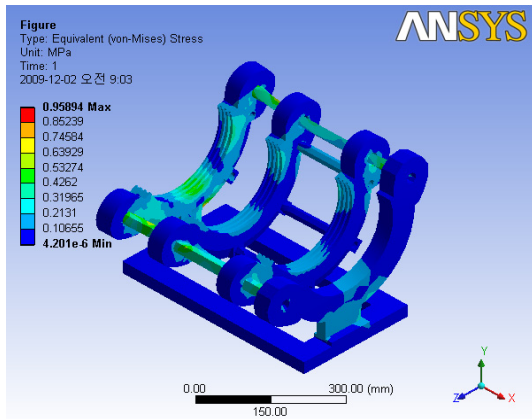 Figure
Type: Equivalent (von-Mises) Stress
Unit: MPa
Time: 1
2009-12-02 오전 9:03
ANSYS
0.95894 Max
0.85239
0.74584
0.63929
0.53274
0.4262
0.31965
0.2131
0.10655
4.201e-6 Min
0.00
300.00 (mm)
150.00
Y
Z
X